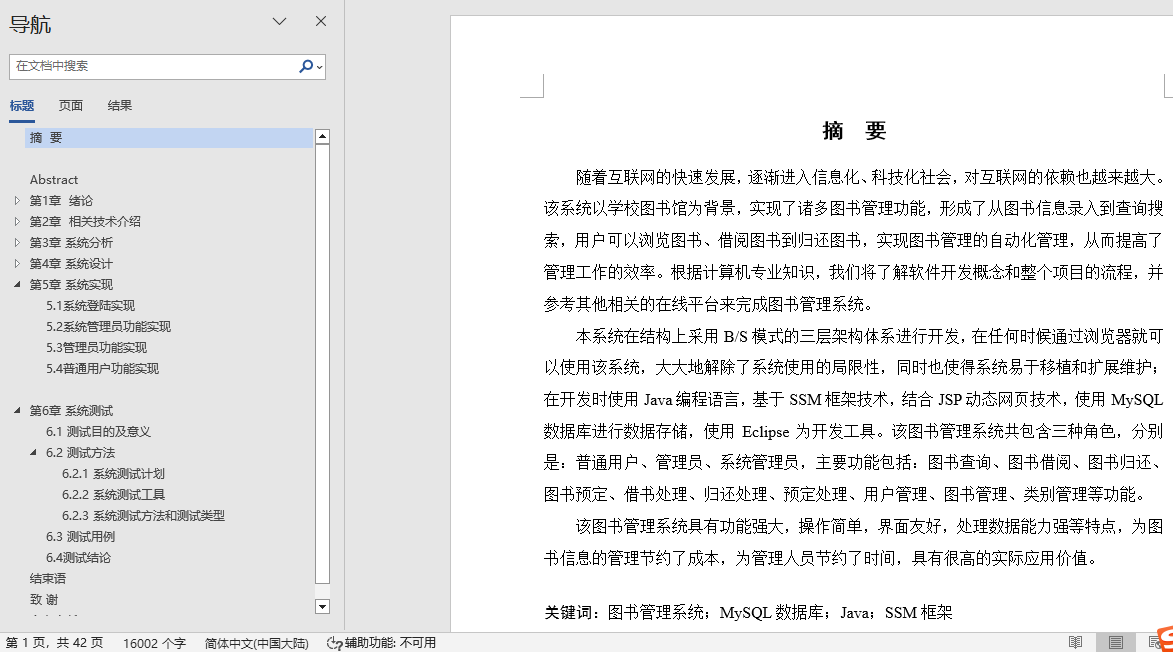 导航
在文档中搜索
标题 页面 结果
摘 要
Abstract
第1章 绪论
第2章 相关技术介绍
第3章 系统分析
第4章 系统设计
第5章 系统实现
5.1系统登陆实现
5.2系统管理员功能实现
5.3管理员功能实现
5.4普通用户功能实现
第6章 系统测试
6.1 测试目的及意义
6.2 测试方法
6.2.1 系统测试计划
6.2.2 系统测试工具
6.2.3 系统测试方法和测试类型
6.3 测试用例
6.4测试结论
结束语
致 谢
摘 要
随着互联网的快速发展，逐渐进入信息化、科技化社会，对互联网的依赖也越来越大。
该系统以学校图书馆为背景，实现了诸多图书管理功能，形成了从图书信息录入到查询搜
索，用户可以浏览图书、借阅图书到归还图书，实现图书管理的自动化管理，从而提高了
管理工作的效率。根据计算机专业知识，我们将了解软件开发概念和整个项目的流程，并
参考其他相关的在线平台来完成图书管理系统。
本系统在结构上采用 B/S 模式的三层架构体系进行开发，在任何时候通过浏览器就可
以使用该系统，大大地解除了系统使用的局限性，同时也使得系统易于移植和扩展维护；
在开发时使用 Java 编程语言，基于 SSM 框架技术，结合 JSP 动态网页技术，使用 MySQL
数据库进行数据存储，使用 Eclipse 为开发工具。该图书管理系统共包含三种角色，分别
是：普通用户、管理员、系统管理员，主要功能包括：图书查询、图书借阅、图书归还、
图书预定、借书处理、归还处理、预定处理、用户管理、图书管理、类别管理等功能。
该图书管理系统具有功能强大，操作简单，界面友好，处理数据能力强等特点，为图
书信息的管理节约了成本，为管理人员节约了时间，具有很高的实际应用价值。
关键词：图书管理系统；MySQL 数据库；Java；SSM 框架
第 1 页，共 42 页 16002 个字 简体中文(中国大陆) 辅助功能: 不可用